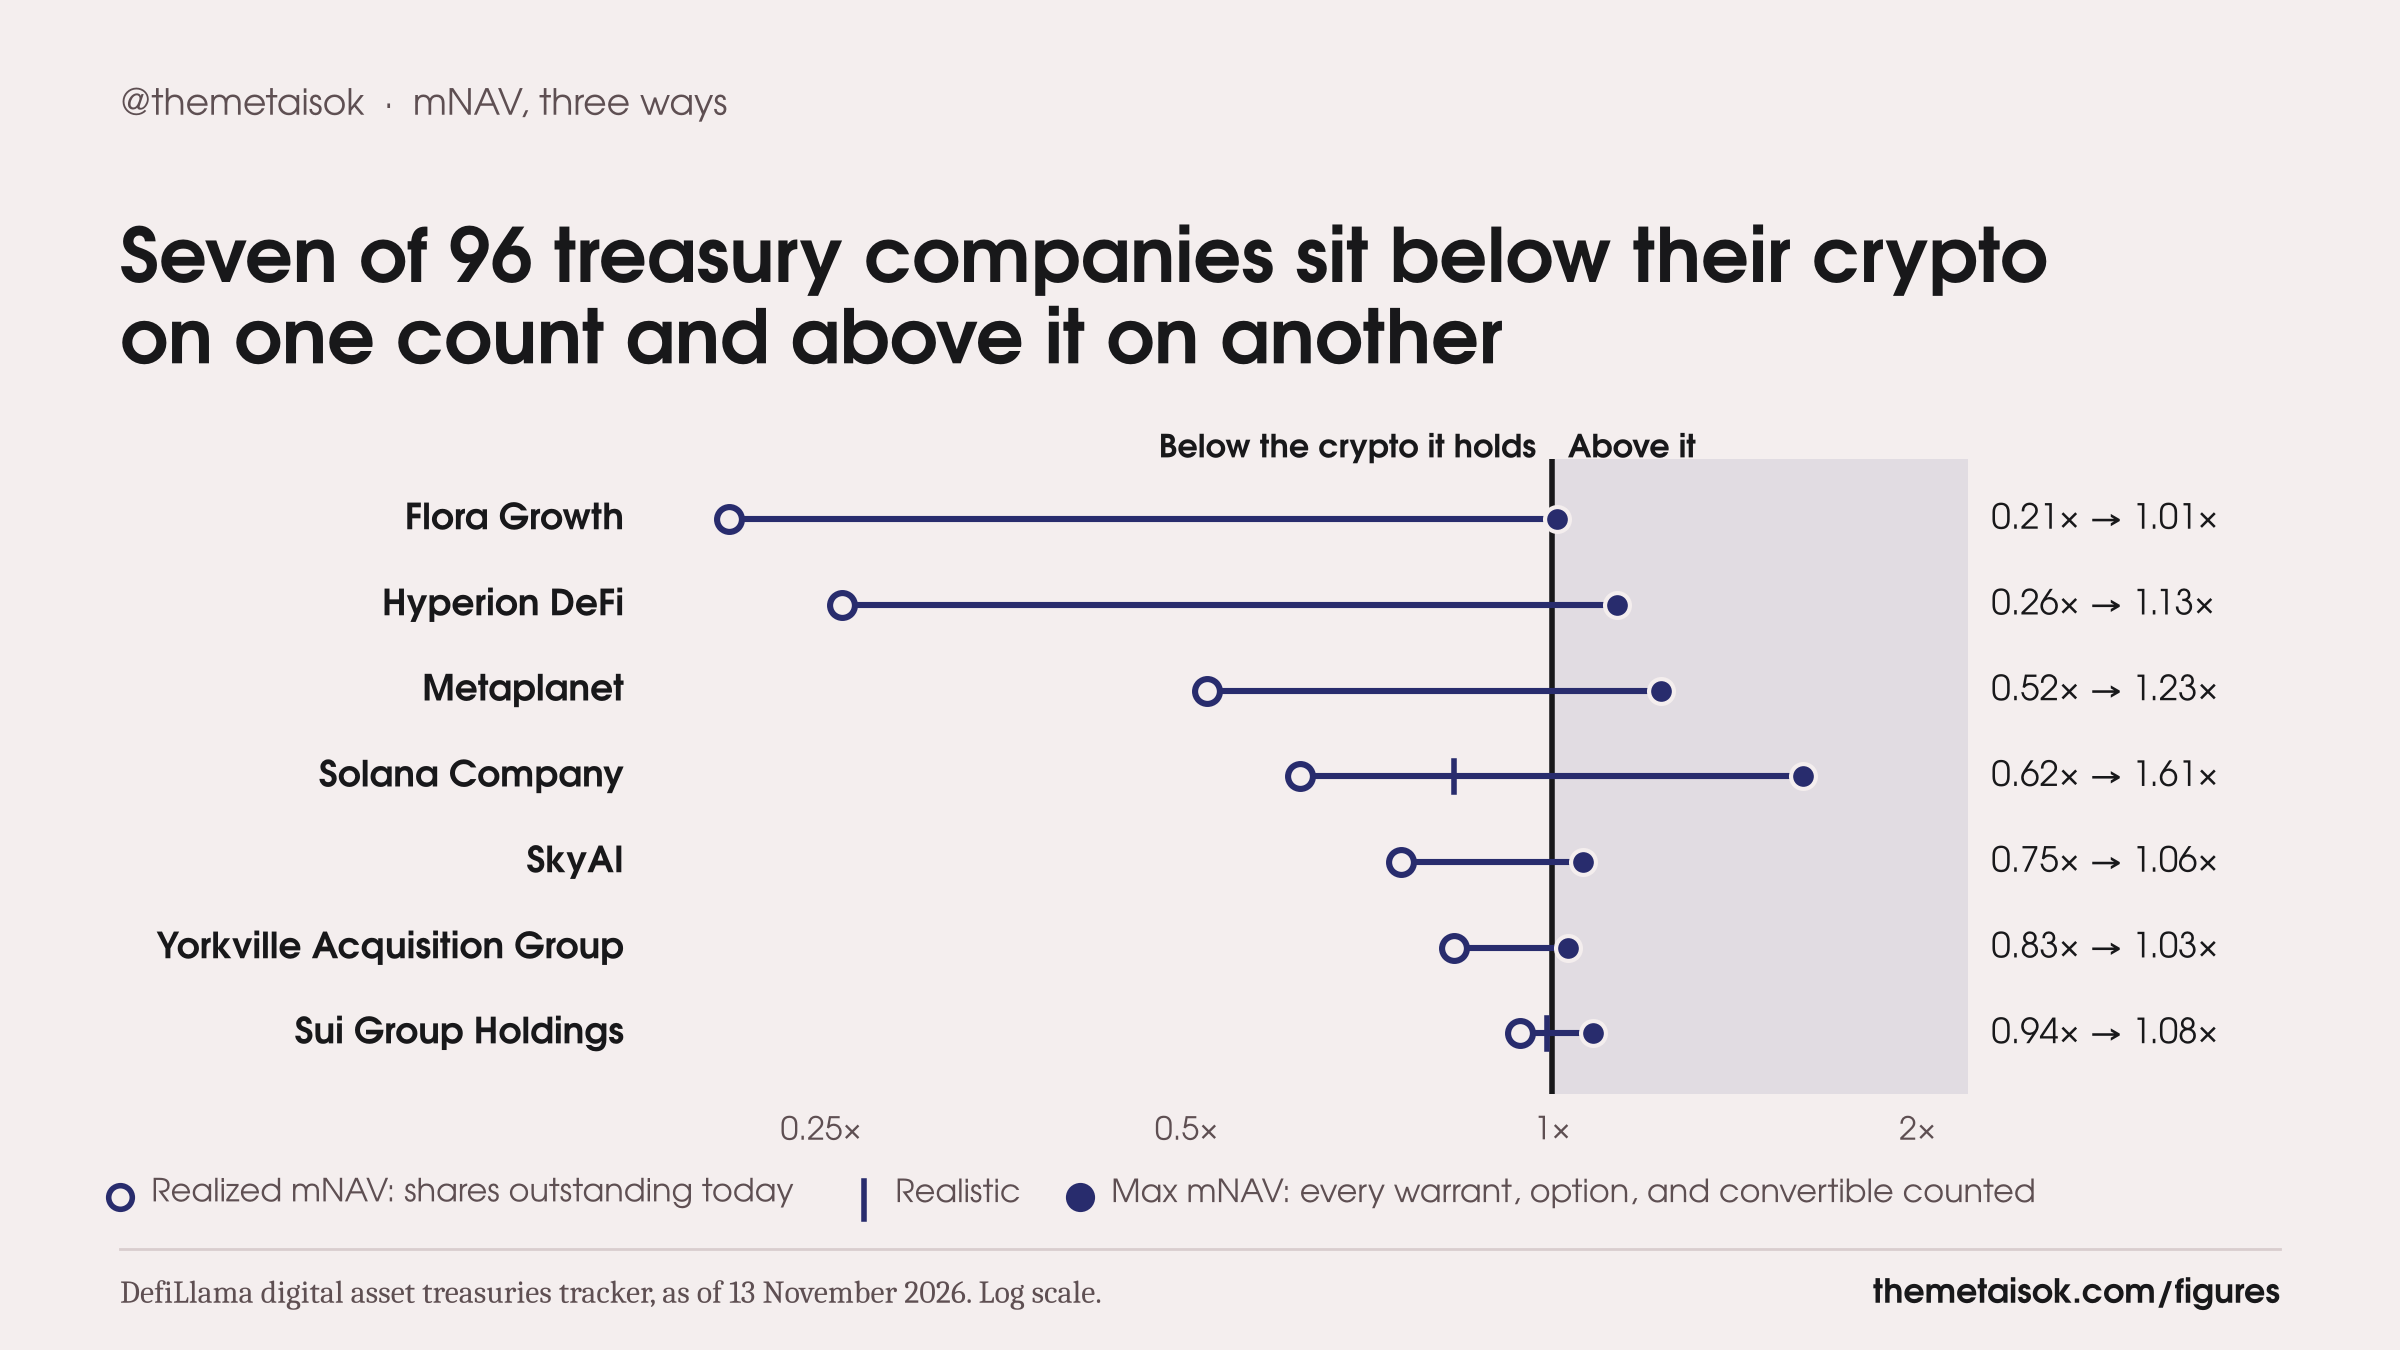 @themetaisok · mNAV, three ways
Seven of 96 treasury companies sit below their crypto
on one count and above it on another
Below the crypto it holds Above it
Flora Growth 0.21× → 1.01×
Hyperion DeFi 0.26× → 1.13×
Metaplanet 0.52× → 1.23×
Solana Company 0.62× → 1.61×
SkyAI 0.75× → 1.06×
Yorkville Acquisition Group 0.83× → 1.03×
Sui Group Holdings 0.94× → 1.08×
0.25× 0.5× 1× 2×
Realized mNAV: shares outstanding today Realistic Max mNAV: every warrant, option, and convertible counted
DefiLlama digital asset treasuries tracker, as of 13 November 2026. Log scale. themetaisok.com/figures